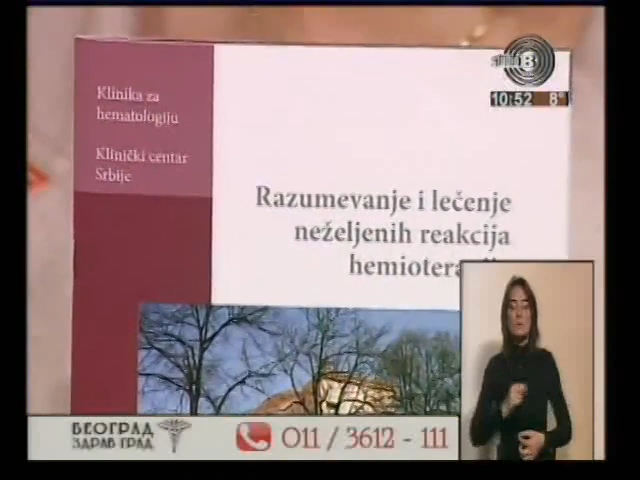 Klinika za
hematologiju
Klinički centar
Srbije
Razumevanje i lečenje
neželjenih reakcija
studio B
10:52 8°
БЕОГРАД
ЗДРАВ ГРАД
011 / 3612 - 111